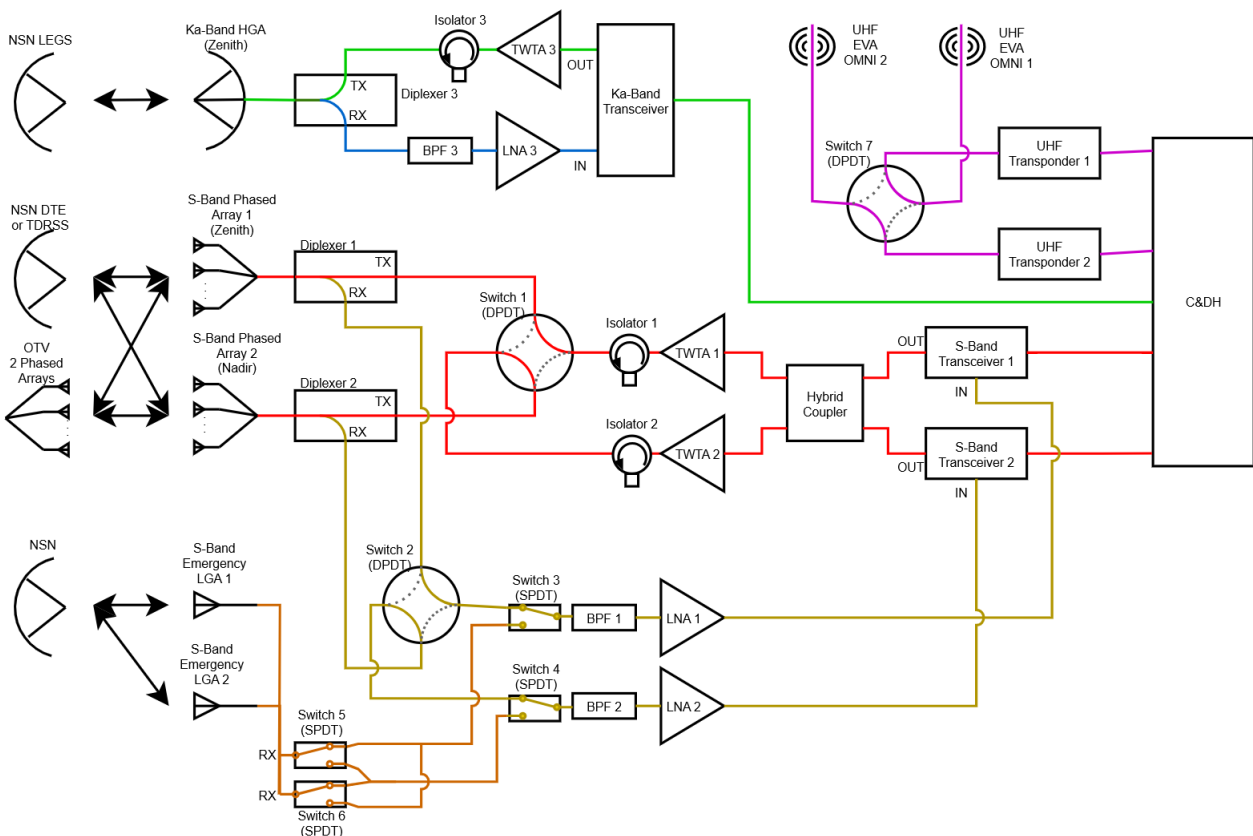 NSN LEGS
Ka-Band HGA
(Zenith)
Isolator 3
TWTA 3
OUT
TX
RX
Diplexer 3
BPF 3
LNA 3
IN
Ka-Band
Transceiver
UHF
EVA
OMNI 2
UHF
EVA
OMNI 1
Switch 7
(DPDT)
UHF
Transponder 1
UHF
Transponder 2
C&DH
NSN DTE
or TDRSS
S-Band Phased
Array 1
(Zenith)
Diplexer 1
TX
RX
Switch 1
(DPDT)
Isolator 1
TWTA 1
Hybrid
Coupler
OUT
S-Band
Transceiver 1
IN
OTV
2 Phased
Arrays
S-Band Phased
Array 2
(Nadir)
Diplexer 2
TX
RX
Isolator 2
TWTA 2
OUT
S-Band
Transceiver 2
IN
NSN
S-Band
Emergency
LGA 1
Switch 2
(DPDT)
Switch 3
(SPDT)
BPF 1
LNA 1
S-Band
Emergency
LGA 2
Switch 4
(SPDT)
BPF 2
LNA 2
Switch 5
(SPDT)
RX
RX
Switch 6
(SPDT)